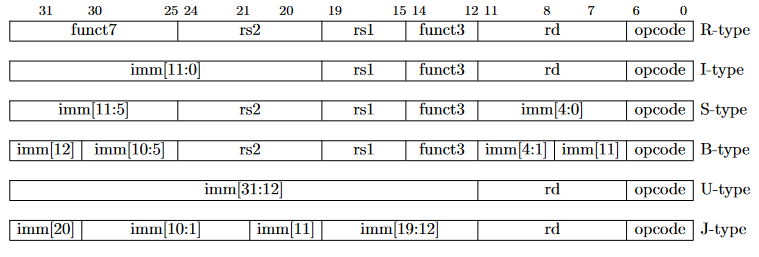 31 30 25 24 21 20 19 15 14 12 11 8 7 6 0
funct7 rs2 rs1 funct3 rd opcode R-type
imm[11:0] rs1 funct3 rd opcode I-type
imm[11:5] rs2 rs1 funct3 imm[4:0] opcode S-type
imm[12] imm[10:5] rs2 rs1 funct3 imm[4:1] imm[11] opcode B-type
imm[31:12] rd opcode U-type
imm[20] imm[10:1] imm[11] imm[19:12] rd opcode J-type